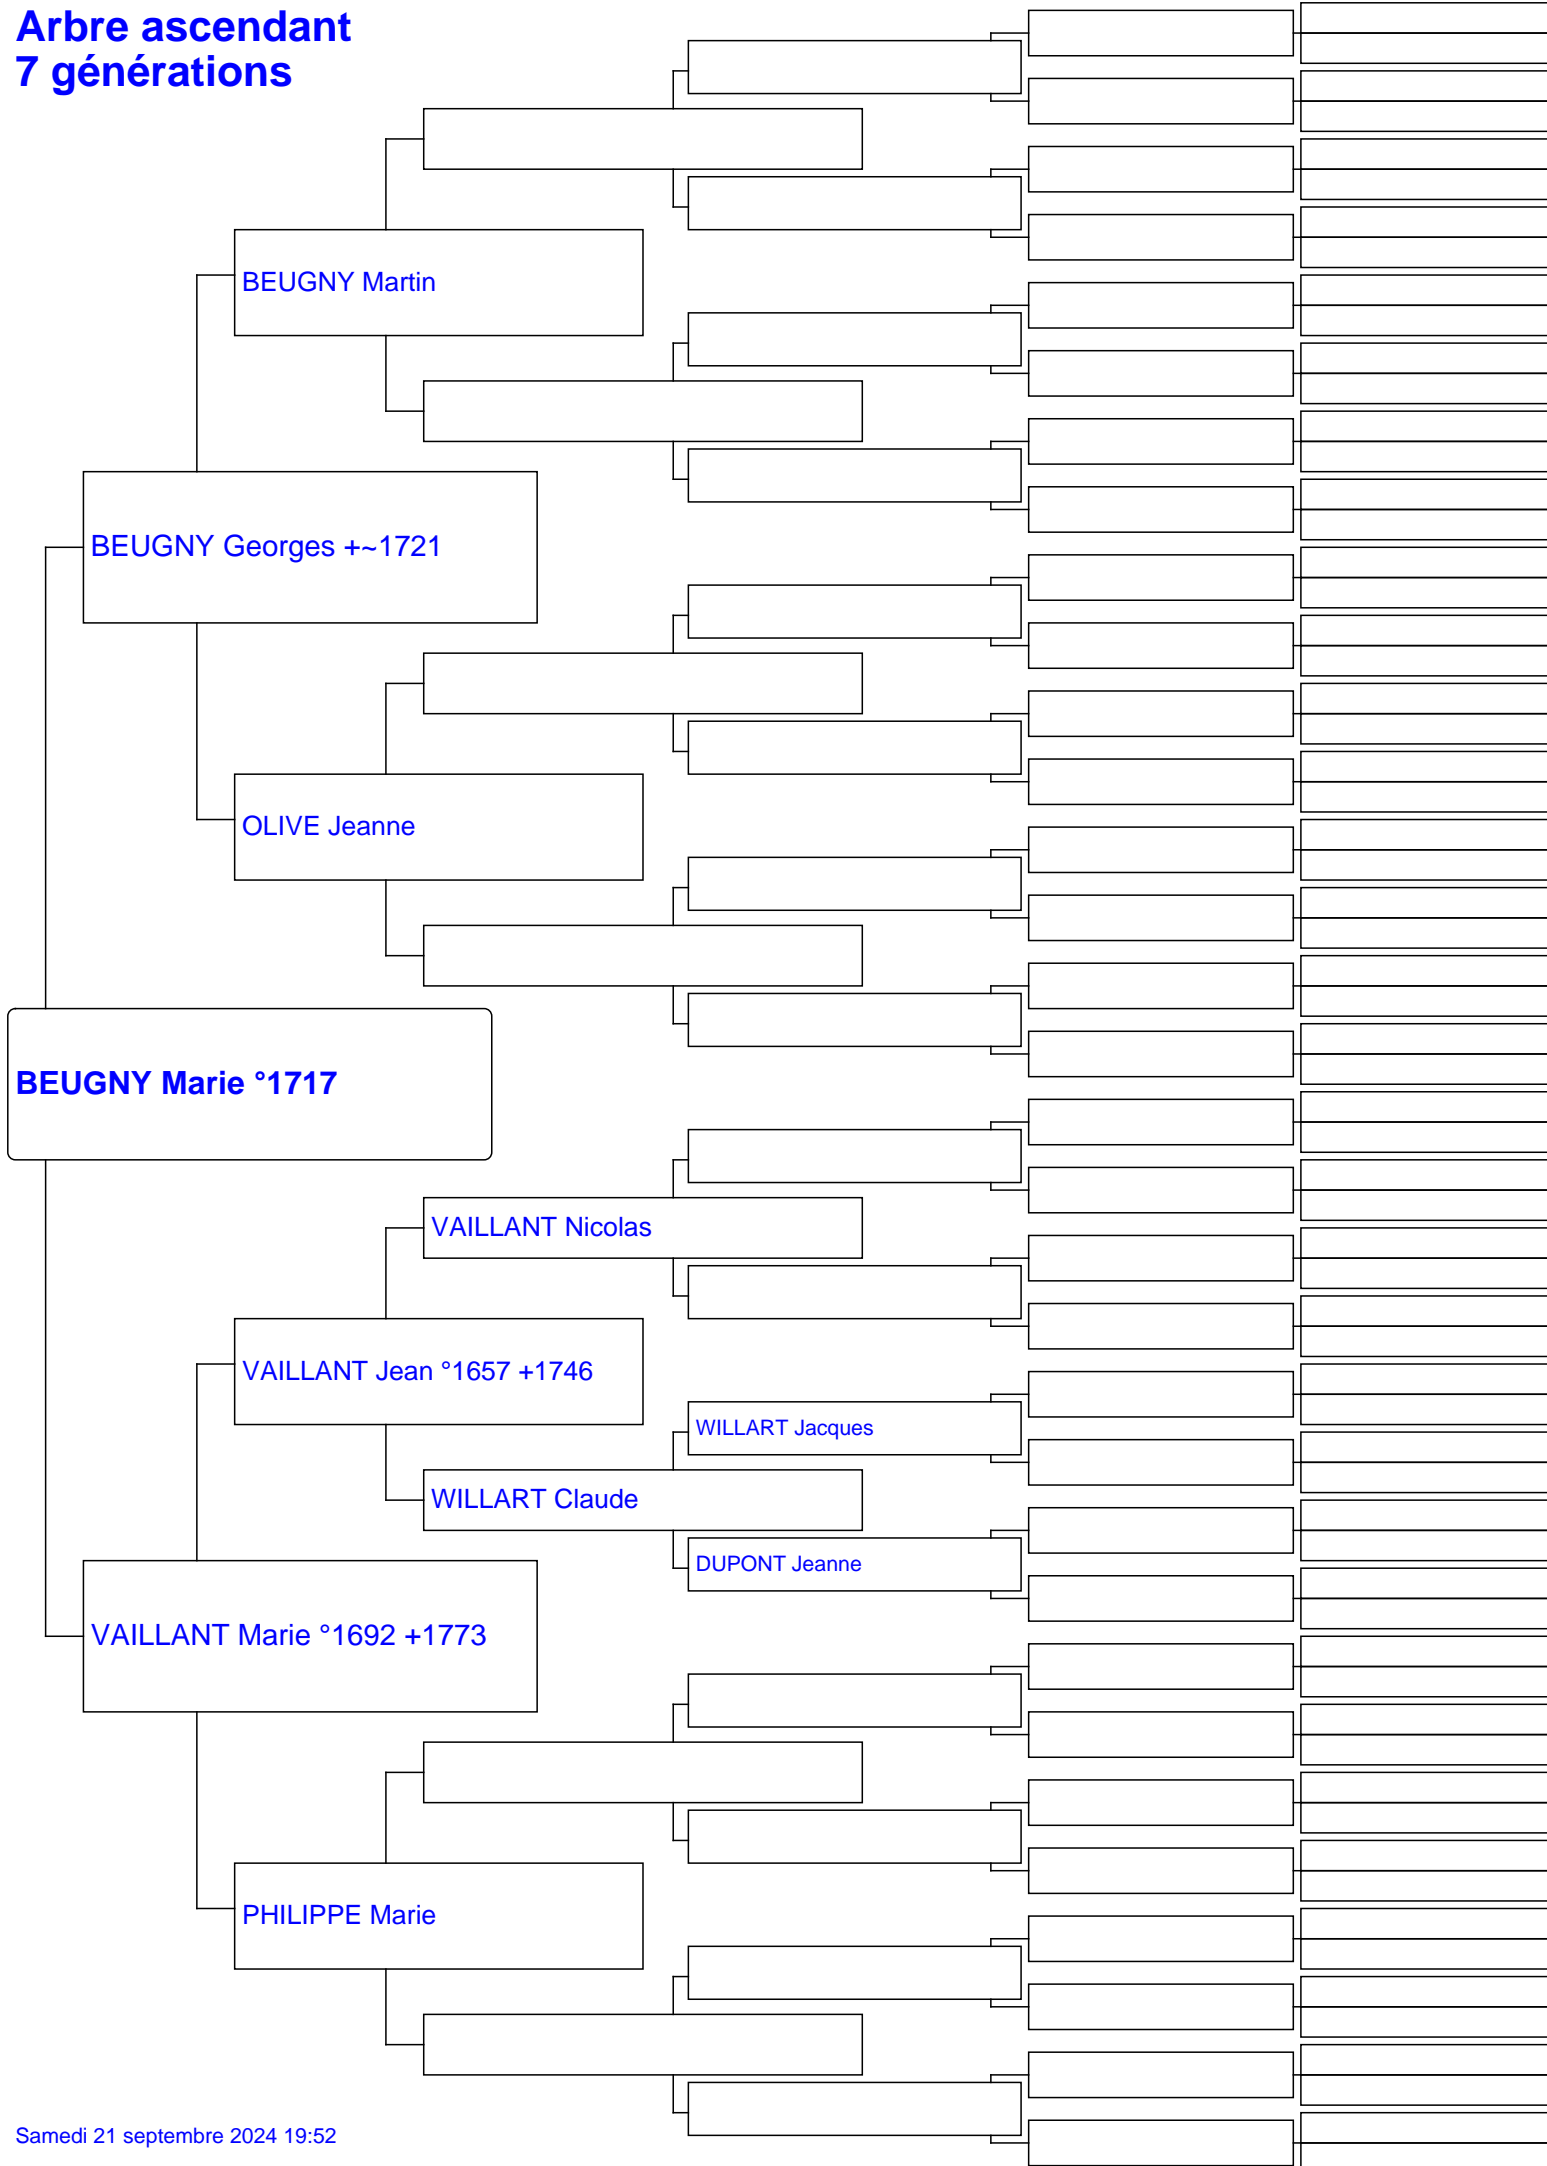 Arbre ascendant
7 générations
BEUGNY Martin
BEUGNY Georges +~1721
OLIVE Jeanne
BEUGNY Marie °1717
VAILLANT Nicolas
VAILLANT Jean °1657 +1746
WILLART Jacques
WILLART Claude
DUPONT Jeanne
VAILLANT Marie °1692 +1773
PHILIPPE Marie
Samedi 21 septembre 2024 19:52